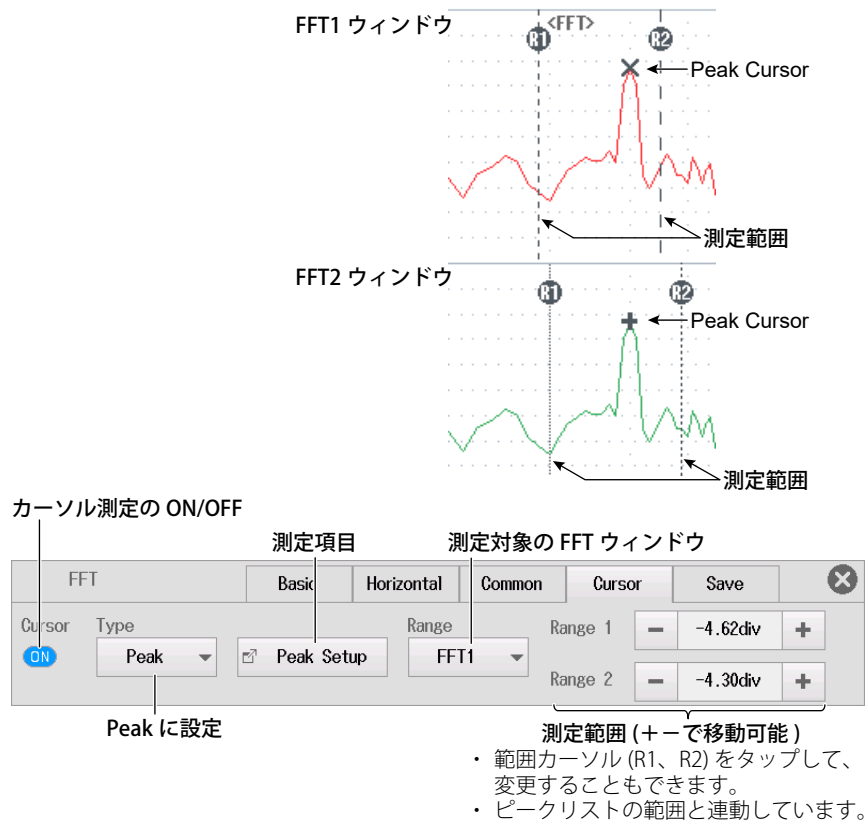 FFT1 ウィンドウ
<FFT>
R1
R2
Peak Cursor
測定範囲
FFT2 ウィンドウ
R1
R2
Peak Cursor
測定範囲
カーソル測定の ON/OFF
測定項目
測定対象の FFT ウィンドウ
FFT Basic Horizontal Common Cursor Save
Cursor Type Range Range 1 −4.62div
ON Peak Peak Setup FFT1
Range 2 −4.30div
Peak に設定
測定範囲 (＋−で移動可能 )
・ 範囲カーソル (R1、R2) をタップして、
変更することもできます。
・ ピークリストの範囲と連動しています。